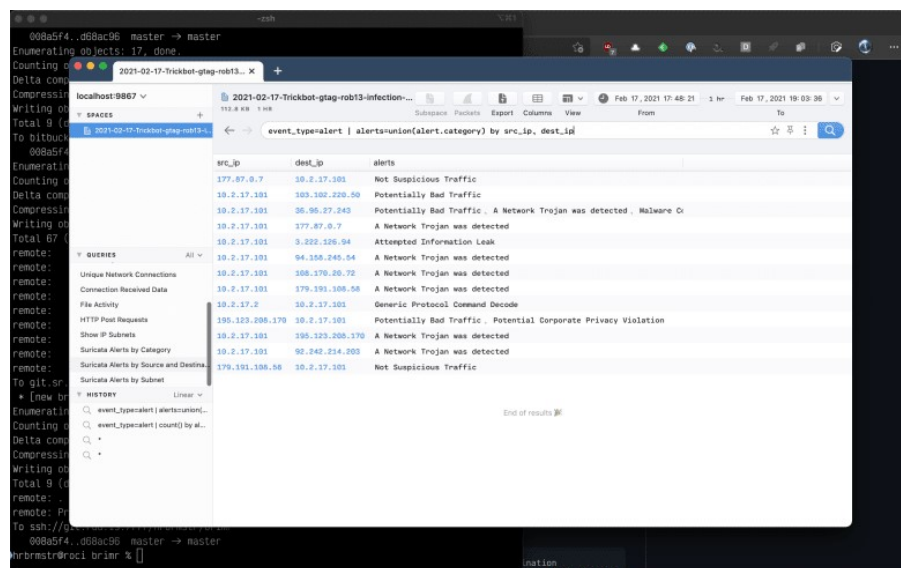 -zsh
008a5f4..d68ac96 master → master
Enumerating objects: 17, done.
Counting o
Delta comp
Compressin
Writing ob
Total 9 (d
To bitbuck
008a5f4
Enumeratin
Counting o
Delta comp
Compressin
Writing ob
Total 67 (
remote:
remote:
remote:
remote:
remote:
remote:
remote:
remote:
remote:
To git.sr.
* [new br
Enumeratin
Counting o
Delta comp
Compressin
Writing ob
Total 9 (d
remote: .
remote: Pr
To ssh://g
008a5f4..d68ac96 master → master
hrbrmstr@roci brimr %
2021-02-17-Trickbot-gtag-rob13... X +
localhost:9867
SPACES +
2021-02-17-Trickbot-gtag-rob13-i...
QUERIES All
Unique Network Connections
Connection Received Data
File Activity
HTTP Post Requests
Show IP Subnets
Suricata Alerts by Category
Suricata Alerts by Source and Destina...
Suricata Alerts by Subnet
HISTORY Linear
event_type=alert | alerts=union(...
event_type=alert | count() by al...
*
*
2021-02-17-Trickbot-gtag-rob13-infection-...
113.8 KB 1 HR
Subspace Packets Export Columns View
Feb 17, 2021 17:48:21 1 hr Feb 17, 2021 19:03:36
From To
event_type=alert | alerts=union(alert.category) by src_ip, dest_ip
src_ip dest_ip alerts
177.87.0.7 10.2.17.101 Not Suspicious Traffic
10.2.17.101 103.102.220.50 Potentially Bad Traffic
10.2.17.101 36.95.27.243 Potentially Bad Traffic, A Network Trojan was detected, Malware Co
10.2.17.101 177.87.0.7 A Network Trojan was detected
10.2.17.101 3.222.126.94 Attempted Information Leak
10.2.17.101 94.158.245.54 A Network Trojan was detected
10.2.17.101 108.170.20.72 A Network Trojan was detected
10.2.17.101 179.191.108.58 A Network Trojan was detected
10.2.17.2 10.2.17.101 Generic Protocol Command Decode
195.123.208.170 10.2.17.101 Potentially Bad Traffic, Potential Corporate Privacy Violation
10.2.17.101 195.123.208.170 A Network Trojan was detected
10.2.17.101 92.242.214.203 A Network Trojan was detected
179.191.108.58 10.2.17.101 Not Suspicious Traffic
End of results
ination